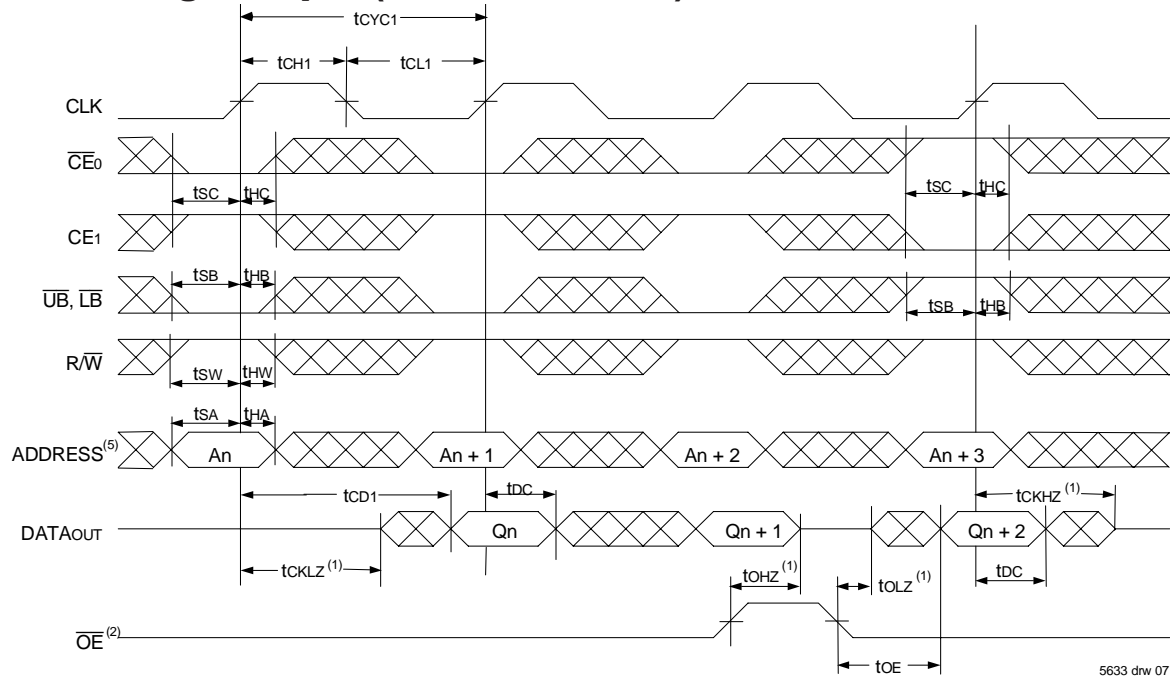 tCYC1
tCH1 tCL1
CLK
CE0
tSC tHC tSC tHC
CE1
tSB tHB
UB, LB tSB tHB
R/W
tSW tHW
tSA tHA
ADDRESS(5) An An + 1 An + 2 An + 3
tCD1 tDC tCKHZ (1)
DATAOUT Qn Qn + 1 Qn + 2
tCKLZ (1) tOHZ (1) tOLZ (1) tDC
OE (2)
tOE
5633 drw 07